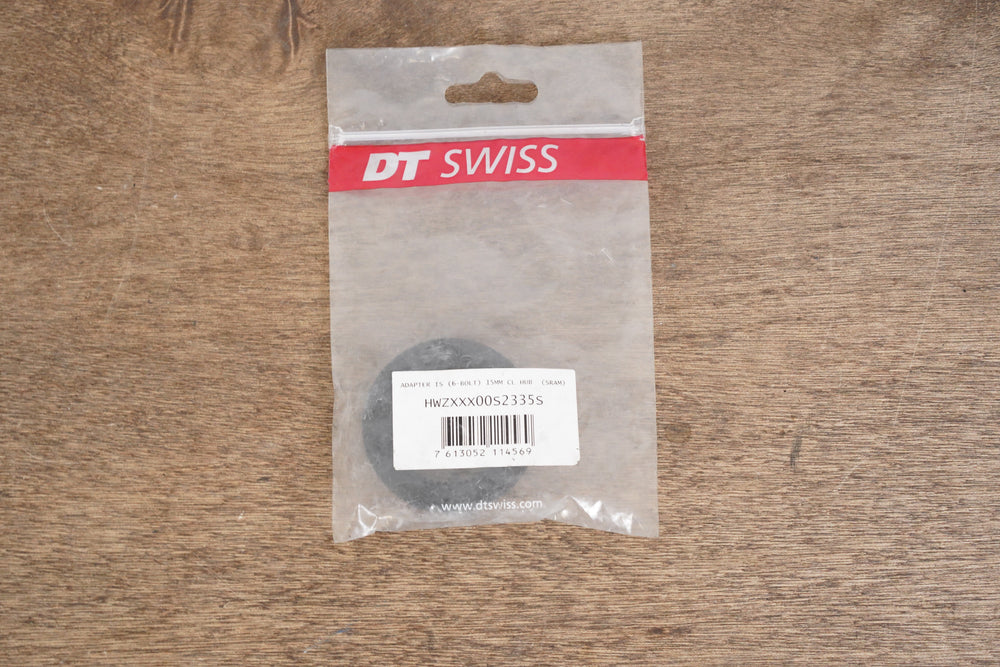 DT SWISS
ADAPTER IS (6-BOLT) 15MM CL HUB (SRAM)
HWZXXX00S2335S
7 613052 114569
www.dtswiss.com